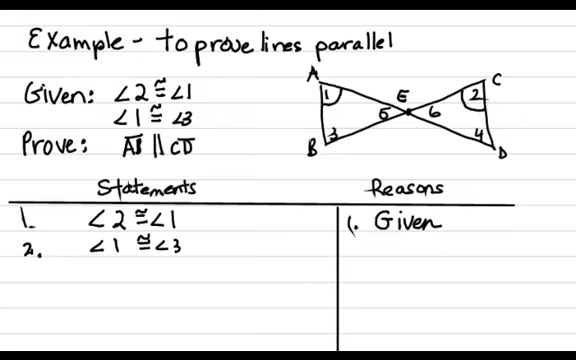 Example - to prove lines parallel
Given: ∠2 ≅ ∠1
∠1 ≅ ∠3
Prove: AB || CD
A
C
1
E
2
5
6
3
4
B
D
Statements Reasons
1. ∠2 ≅ ∠1 1. Given
2. ∠1 ≅ ∠3